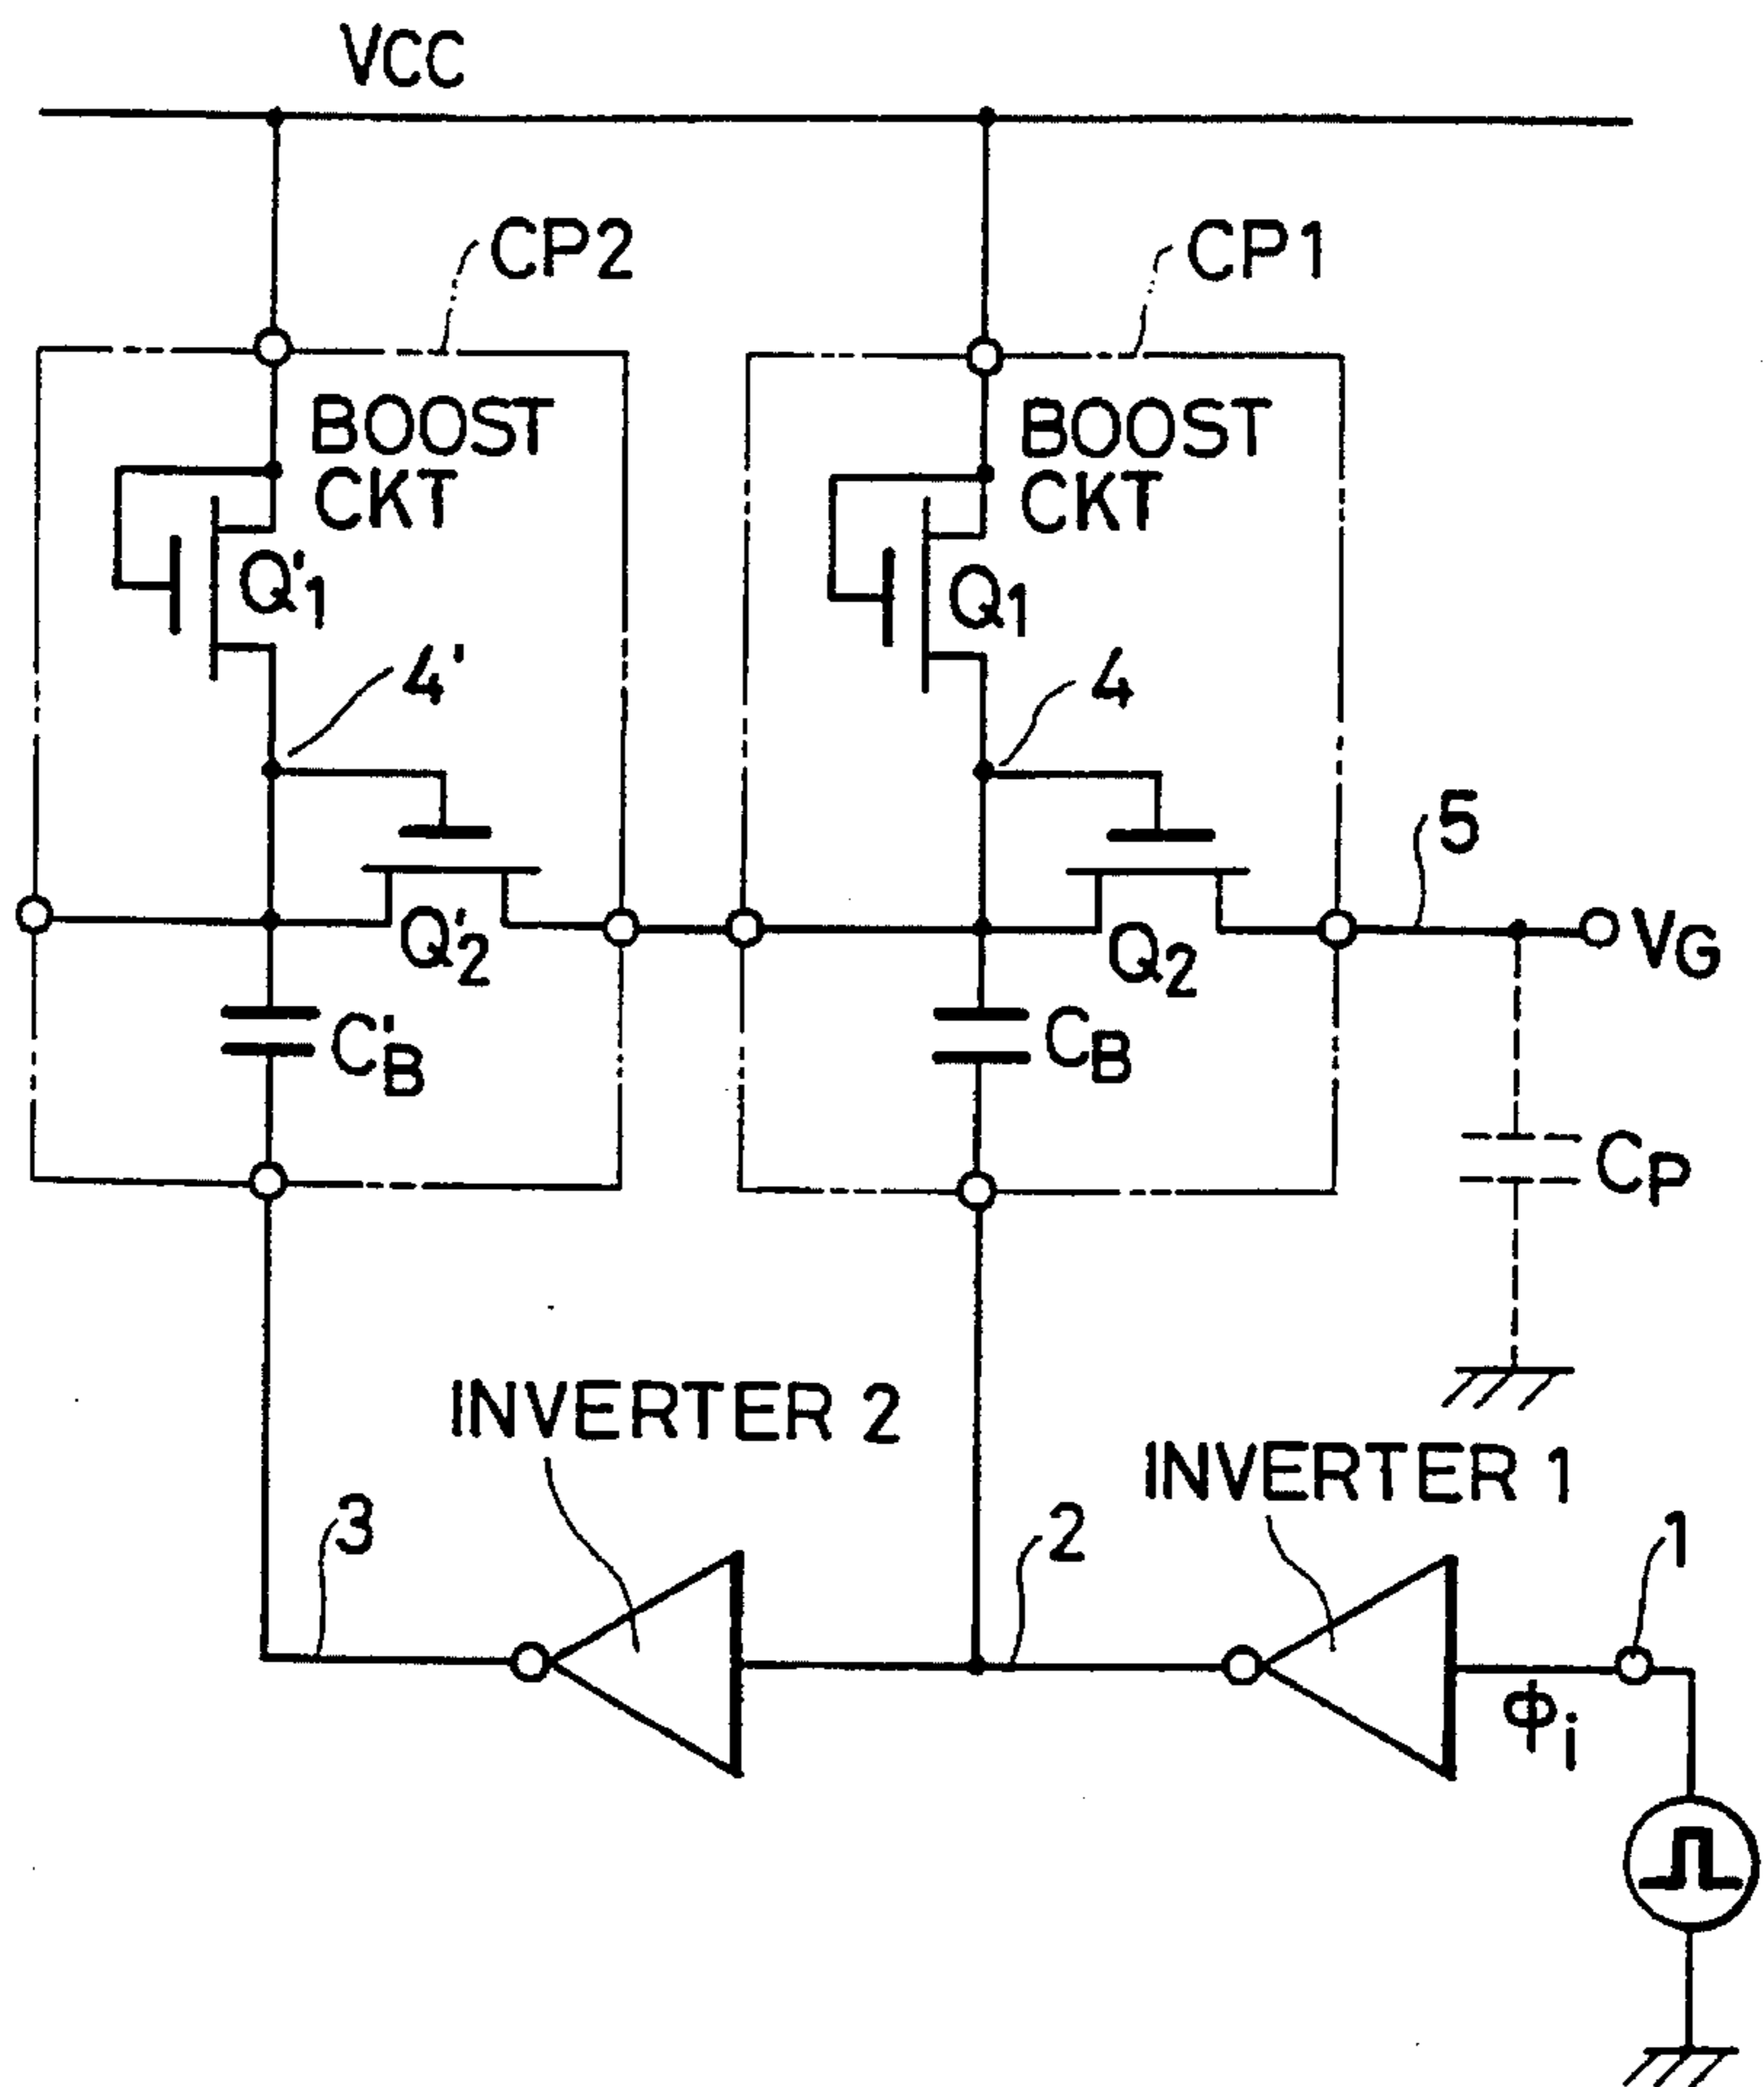 VCC
CP2
CP1
BOOST
CKT
BOOST
CKT
Q'1
Q1
4'
4
5
Q'2
Q2
VG
C'B
CB
CP
INVERTER 2
INVERTER 1
3
2
1
ϕi